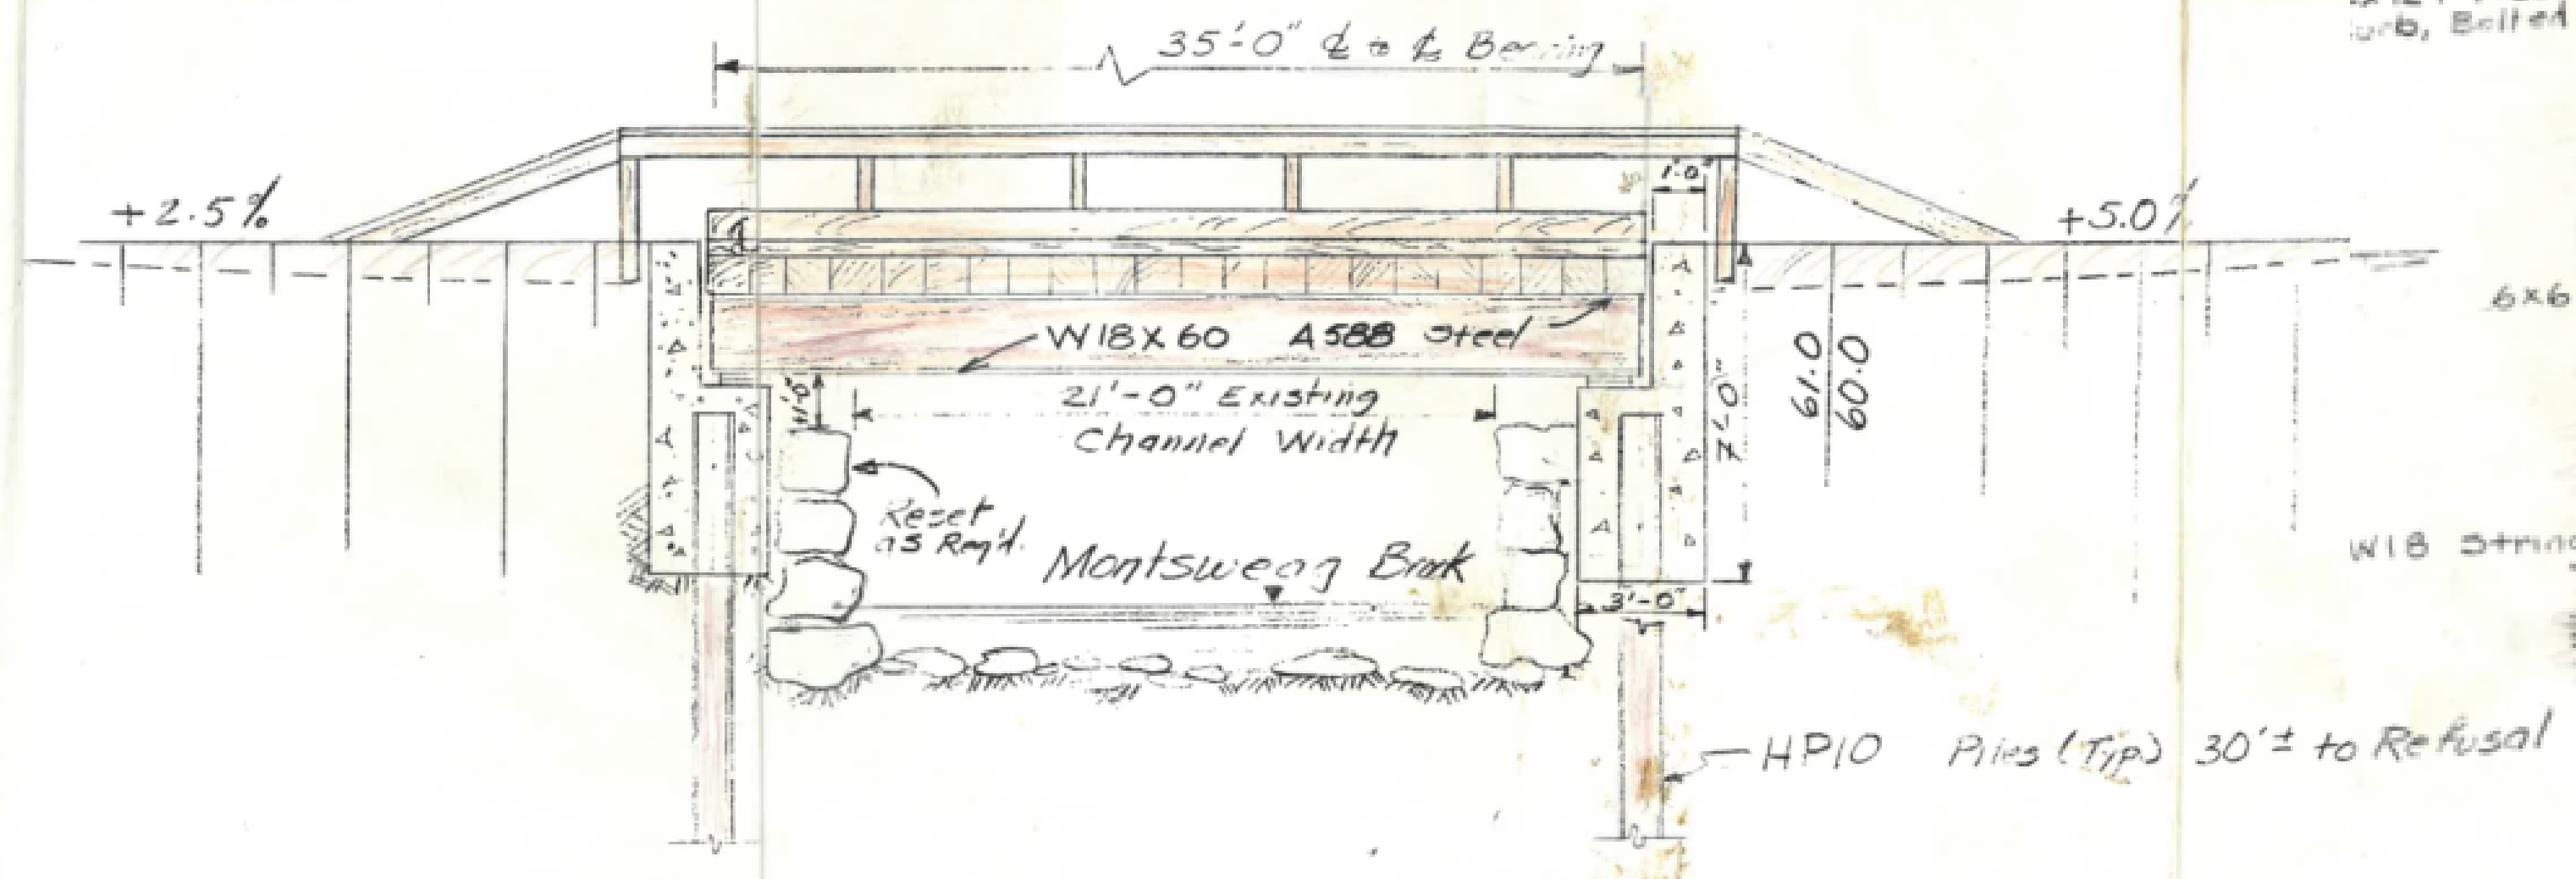 urb, Bolted
35'-0" ℄ to ℄ Bearing
1'-0"
+2.5%
+5.0%
6x6
W18X60 A588 Steel
1'-0"
21'-0" Existing
Channel Width
7'-0"
61.0
60.0
Reset
as Req'd.
Montsweag Brook
W18 String
3'-0"
HP10 Piles (Typ.) 30'± to Refusal